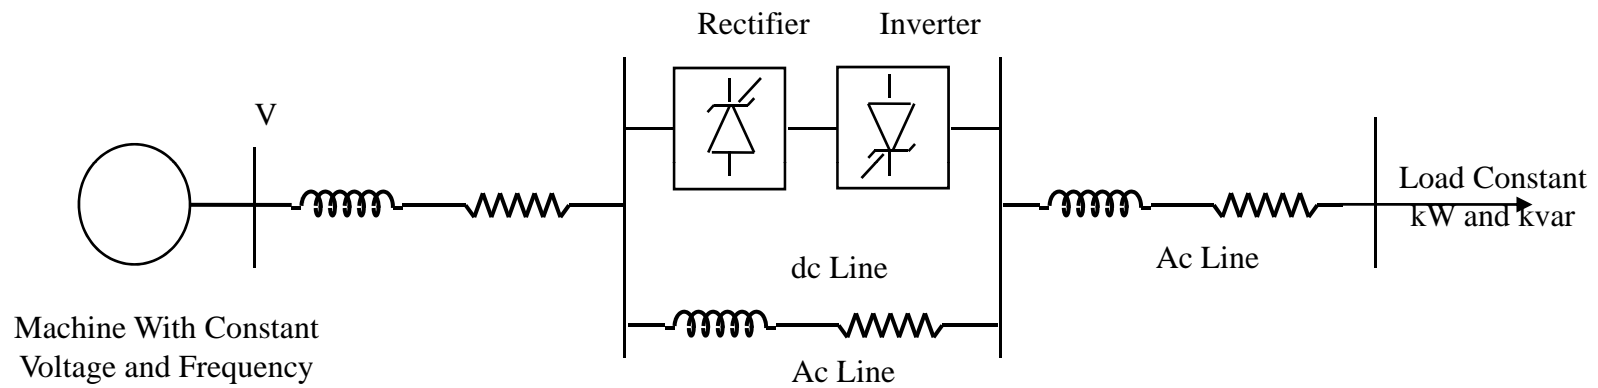 Rectifier
Inverter
V
Load Constant
kW and kvar
dc Line
Ac Line
Machine With Constant
Voltage and Frequency
Ac Line